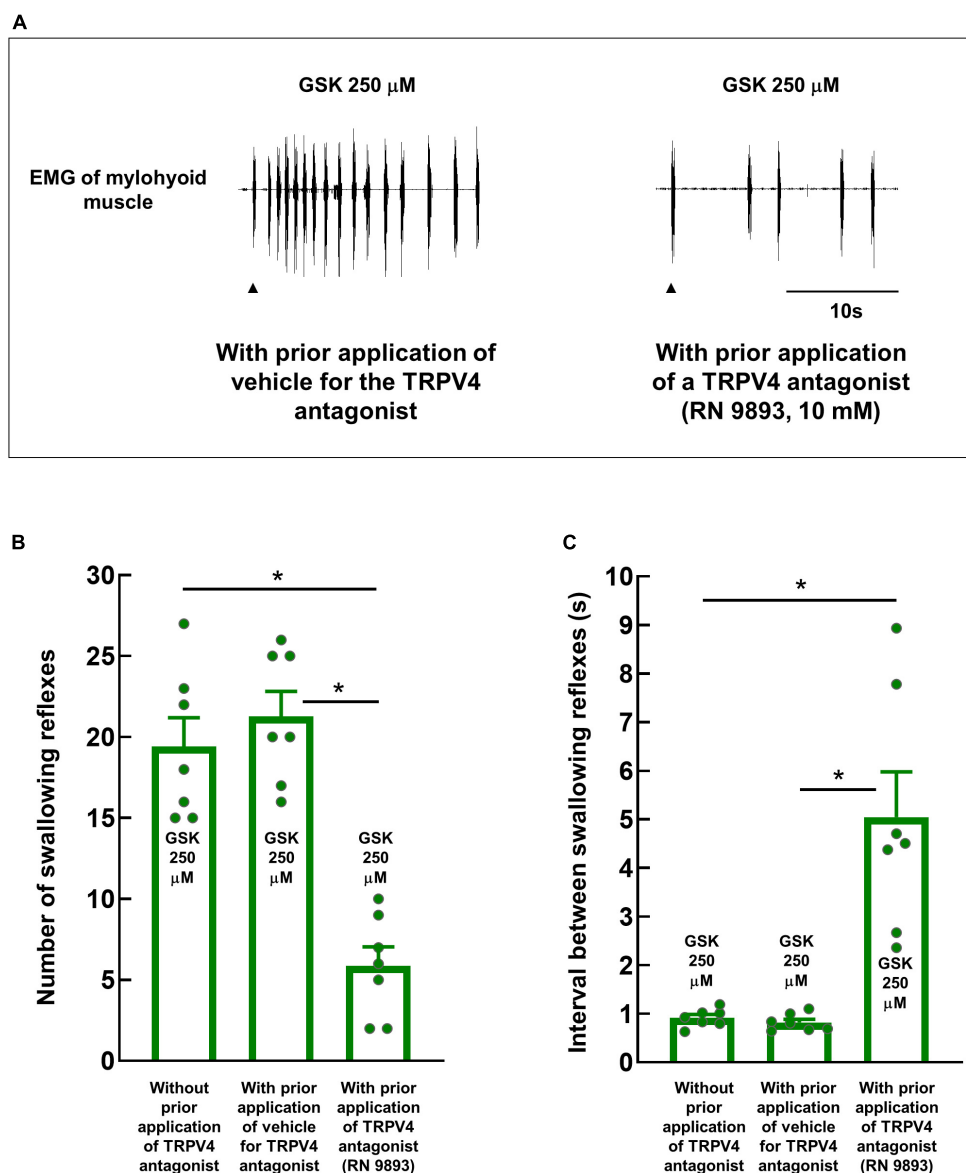 A
GSK 250 μM
GSK 250 μM
EMG of mylohyoid
muscle
10s
With prior application of
vehicle for the TRPV4
antagonist
With prior application
of a TRPV4 antagonist
(RN 9893, 10 mM)
B
Number of swallowing reflexes
30
25
20
15
10
5
0
*
*
GSK
250
μM
GSK
250
μM
GSK
250
μM
Without
prior
application
of TRPV4
antagonist
With prior
application
of vehicle
for TRPV4
antagonist
With prior
application
of TRPV4
antagonist
(RN 9893)
C
Interval between swallowing reflexes (s)
10
9
8
7
6
5
4
3
2
1
0
*
*
GSK
250
μM
GSK
250
μM
GSK
250
μM
Without
prior
application
of TRPV4
antagonist
With prior
application
of vehicle
for TRPV4
antagonist
With prior
application
of TRPV4
antagonist
(RN 9893)